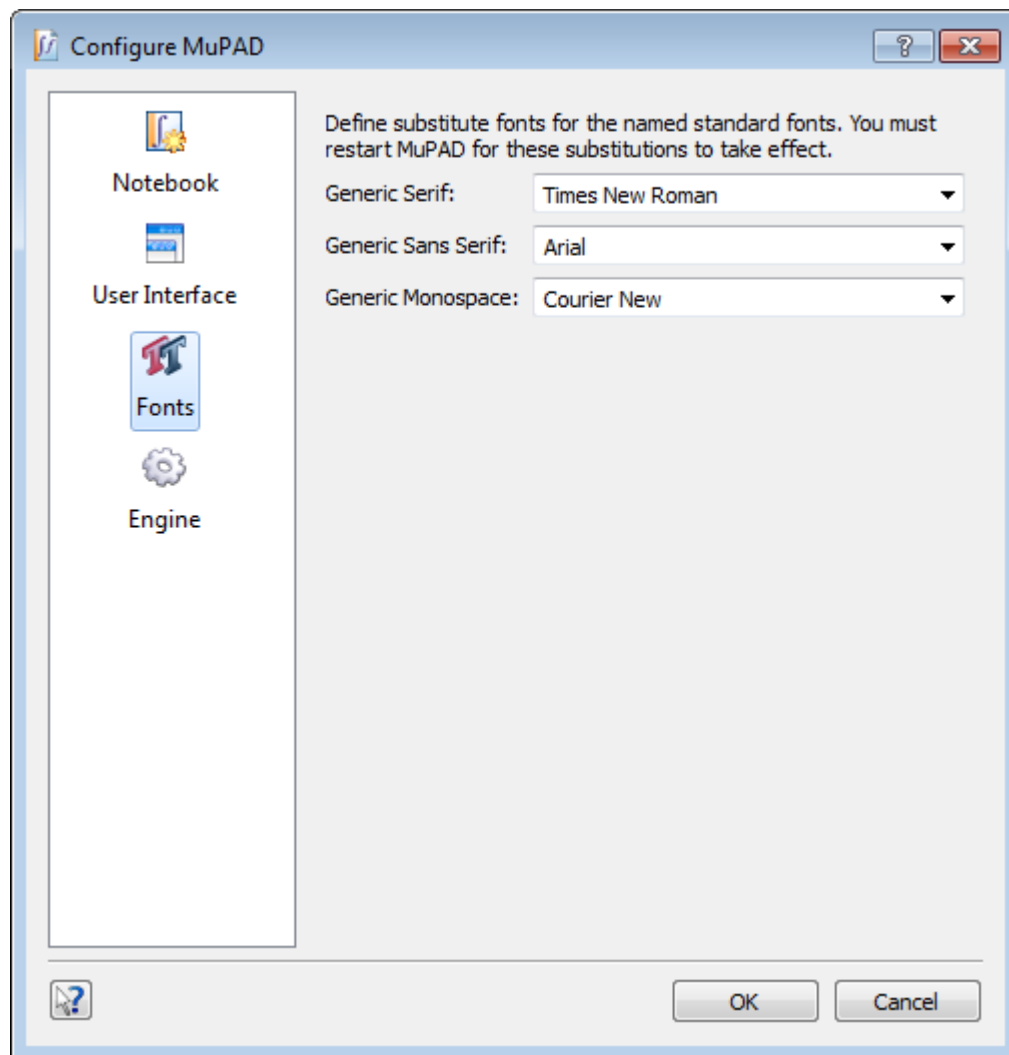 Configure MuPAD
Notebook
User Interface
Fonts
Engine
Define substitute fonts for the named standard fonts. You must
restart MuPAD for these substitutions to take effect.
Generic Serif: Times New Roman
Generic Sans Serif: Arial
Generic Monospace: Courier New
OK Cancel